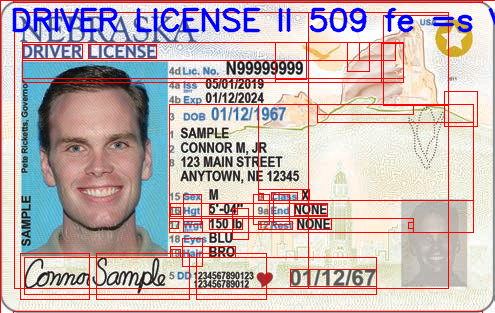 DRIVER LICENSE II 509 fe =s
NEBRASKA
USA
DRIVER LICENSE
4d Lic. No. N99999999
4a Iss 05/01/2019
4b Exp 01/12/2024
3 DOB 01/12/1967
1 SAMPLE
2 CONNOR M, JR
8 123 MAIN STREET
ANYTOWN, NE 12345
15 Sex M
9 Class X
16 Hgt 5'-04"
9a End NONE
17 Wgt 150 lb
12 Rest NONE
18 Eyes BLU
19 Hair BRO
Pete Ricketts, Governor
SAMPLE
Connor Sample
5 DD 1234567890123
1234567890123
01/12/67